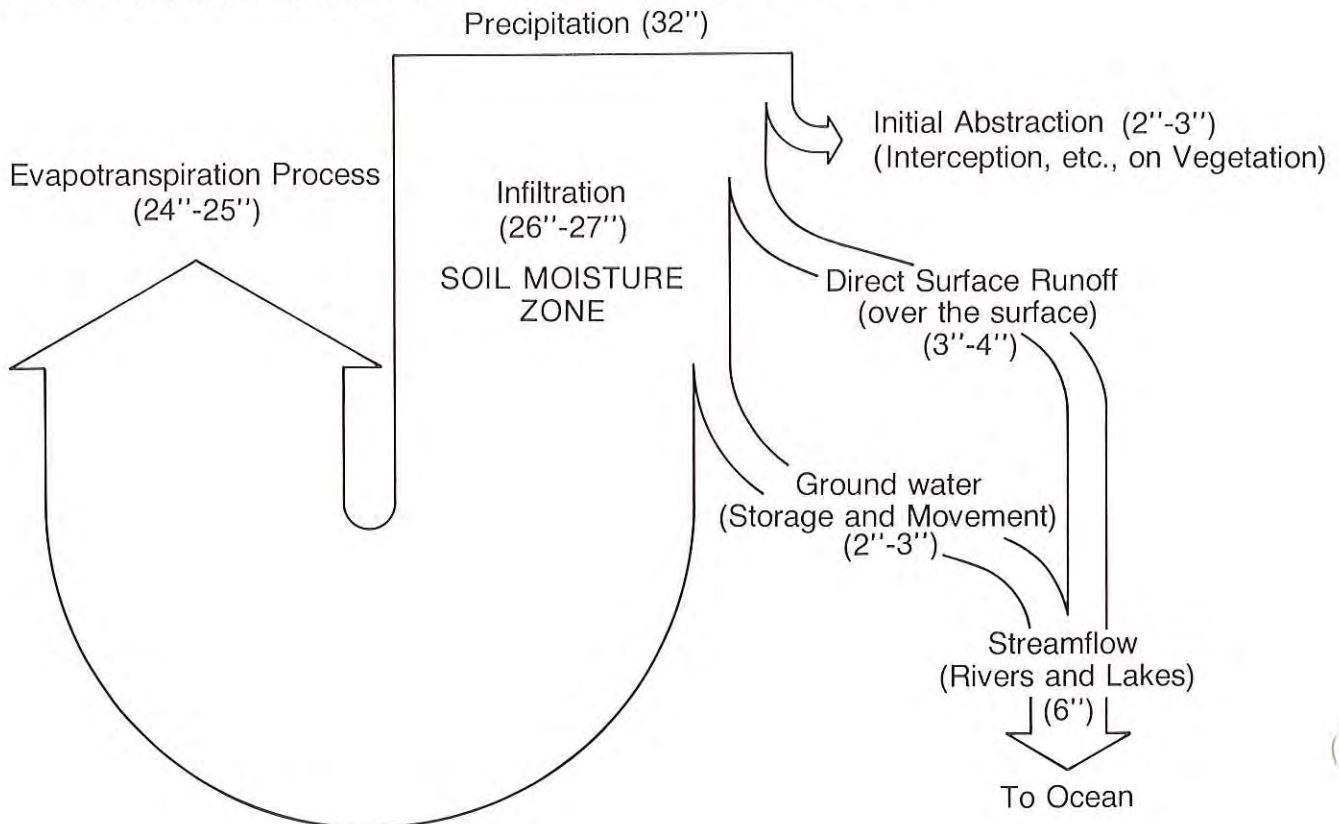 Precipitation (32'')
Initial Abstraction (2''-3'')
(Interception, etc., on Vegetation)
Evapotranspiration Process
(24''-25'')
Infiltration
(26''-27'')
SOIL MOISTURE
ZONE
Direct Surface Runoff
(over the surface)
(3''-4'')
Ground water
(Storage and Movement)
(2''-3'')
Streamflow
(Rivers and Lakes)
(6'')
To Ocean